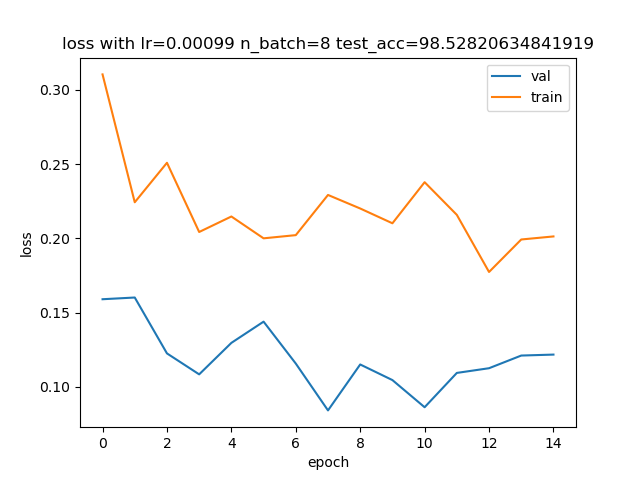 loss with lr=0.00099 n_batch=8 test_acc=98.52820634841919
val
train
0.30
0.25
0.20
0.15
0.10
loss
0
2
4
6
8
10
12
14
epoch